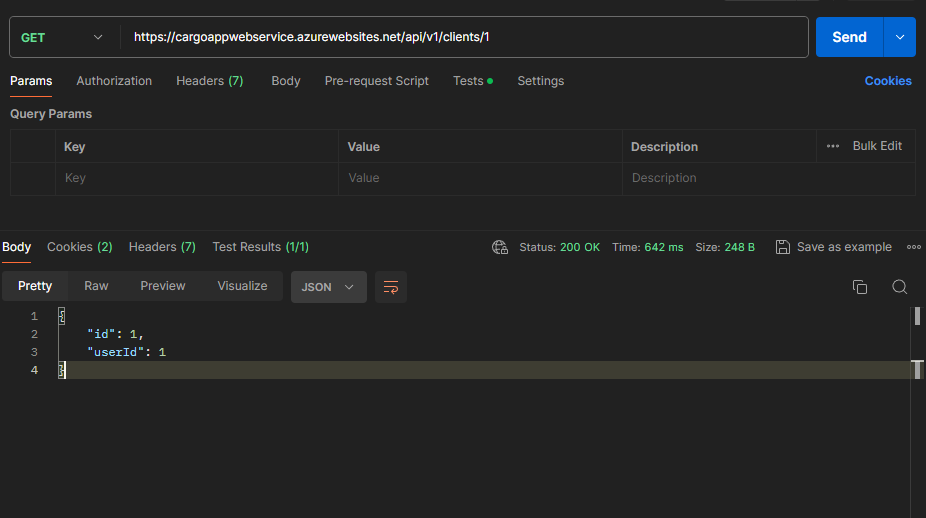 GET https://cargoappwebservice.azurewebsites.net/api/v1/clients/1 Send
Params Authorization Headers (7) Body Pre-request Script Tests Settings Cookies
Query Params
Key Value Description ••• Bulk Edit
Key Value Description
Body Cookies (2) Headers (7) Test Results (1/1) Status: 200 OK Time: 642 ms Size: 248 B Save as example
Pretty Raw Preview Visualize JSON
1 {
2 "id": 1,
3 "userId": 1
4 }